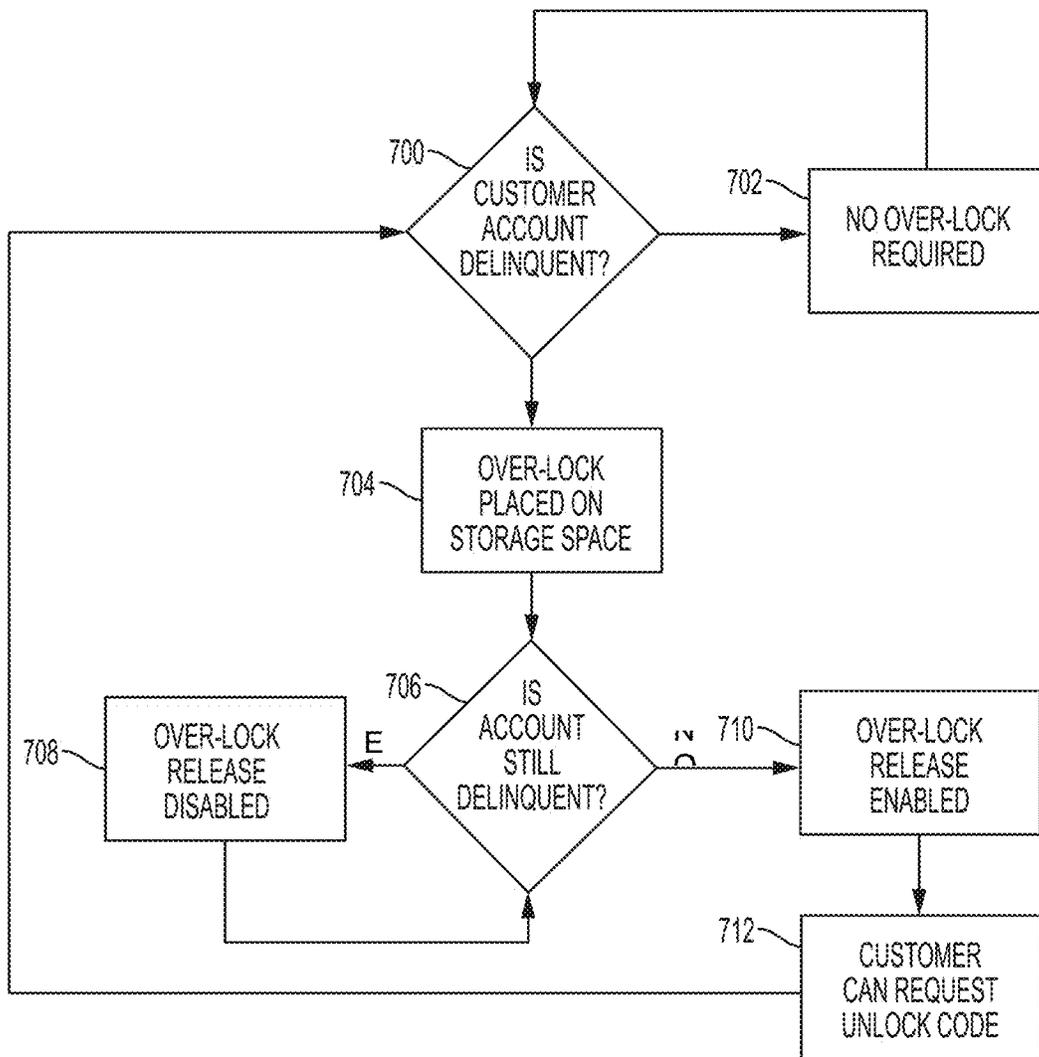 700
IS
CUSTOMER
ACCOUNT
DELINQUENT?
702
NO OVER-LOCK
REQUIRED
704
OVER-LOCK
PLACED ON
STORAGE SPACE
706
IS
ACCOUNT
STILL
DELINQUENT?
E
708
OVER-LOCK
RELEASE
DISABLED
710
OVER-LOCK
RELEASE
ENABLED
712
CUSTOMER
CAN REQUEST
UNLOCK CODE